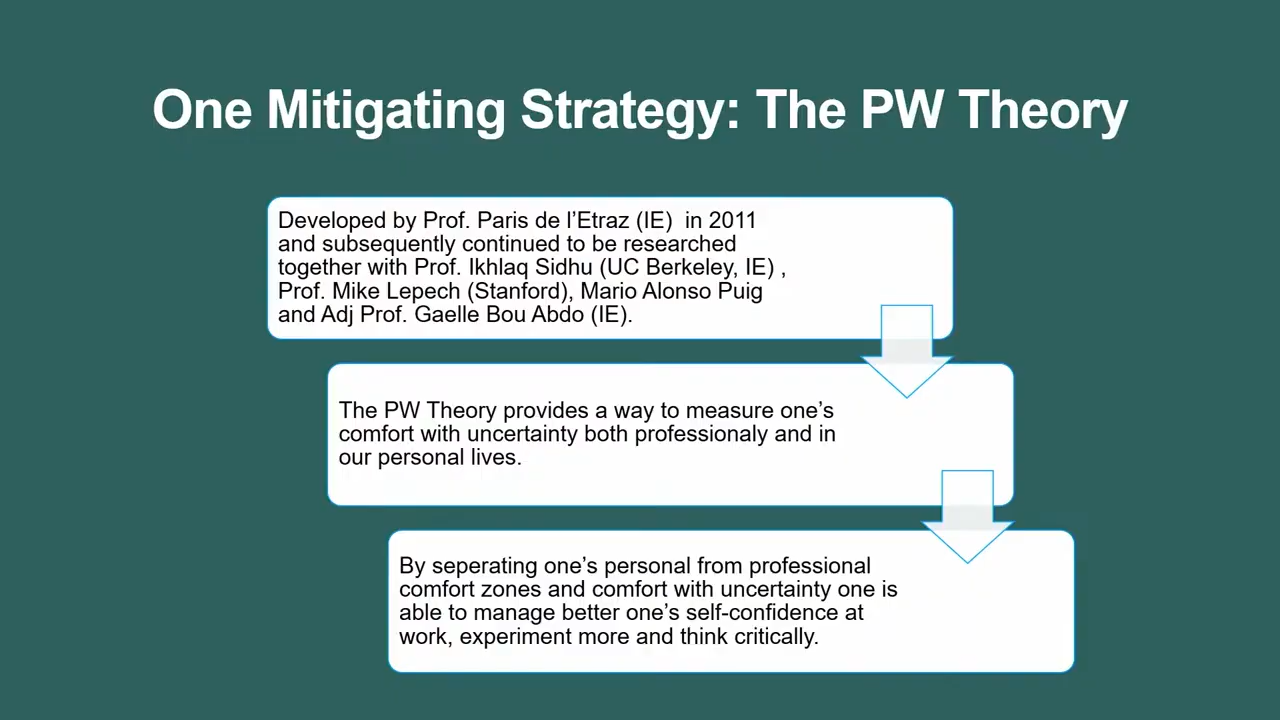 One Mitigating Strategy: The PW Theory
Developed by Prof. Paris de l’Etraz (IE)  in 2011
and subsequently continued to be researched
together with Prof. Ikhlaq Sidhu (UC Berkeley, IE) ,
Prof. Mike Lepech (Stanford), Mario Alonso Puig
and Adj Prof. Gaelle Bou Abdo (IE).
The PW Theory provides a way to measure one’s
comfort with uncertainty both professionaly and in
our personal lives.
By seperating one’s personal from professional
comfort zones and comfort with uncertainty one is
able to manage better one’s self-confidence at
work, experiment more and think critically.